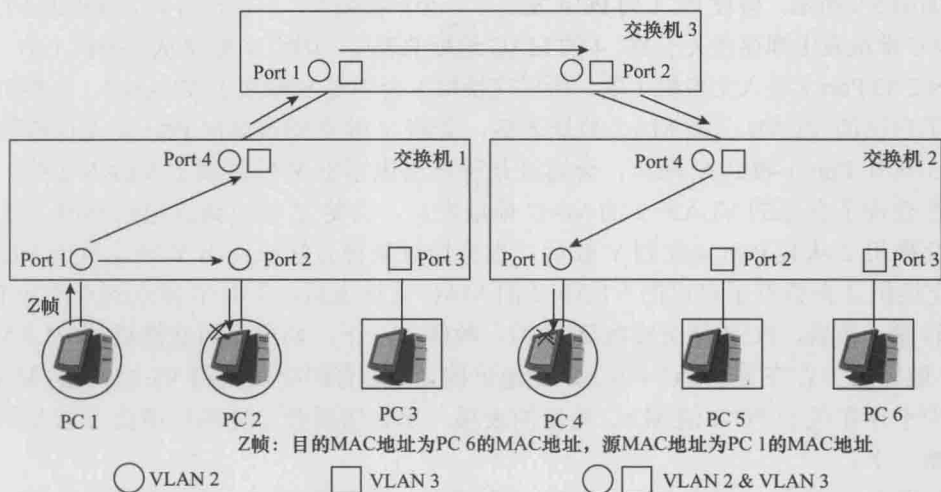 交换机 3
Port 1
Port 2
Port 4
交换机 1
Port 4
交换机 2
Port 1
Port 2
Port 3
Port 1
Port 2
Port 3
Z帧
PC 1
PC 2
PC 3
PC 4
PC 5
PC 6
Z帧：目的MAC地址为PC 6的MAC地址，源MAC地址为PC 1的MAC地址
VLAN 2
VLAN 3
VLAN 2 & VLAN 3